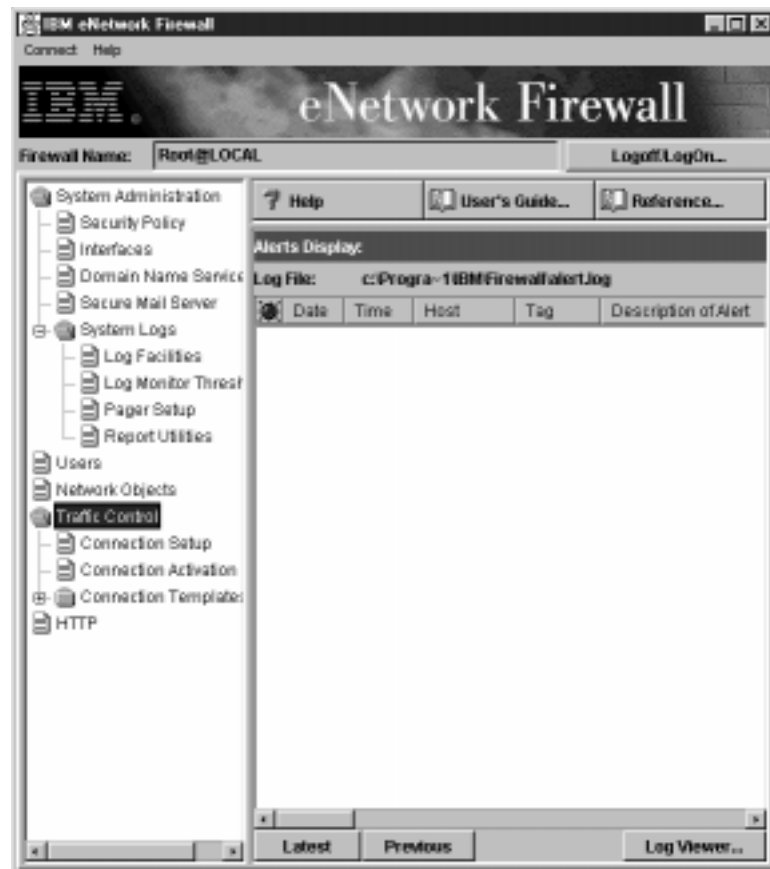 IBM eNetwork Firewall
Connect Help
IBM. eNetwork Firewall
Firewall Name: Root@LOCAL Logoff/LogOn...
System Administration
Security Policy
Interfaces
Domain Name Service
Secure Mail Server
System Logs
Log Facilities
Log Monitor Thresh
Pager Setup
Report Utilities
Users
Network Objects
Traffic Control
Connection Setup
Connection Activation
Connection Templates
HTTP
Help User's Guide... Reference...
Alerts Display:
Log File: c:\Progra~1\IBM\Firewall\alert.log
Date Time Host Tag Description of Alert
Latest Previous Log Viewer...